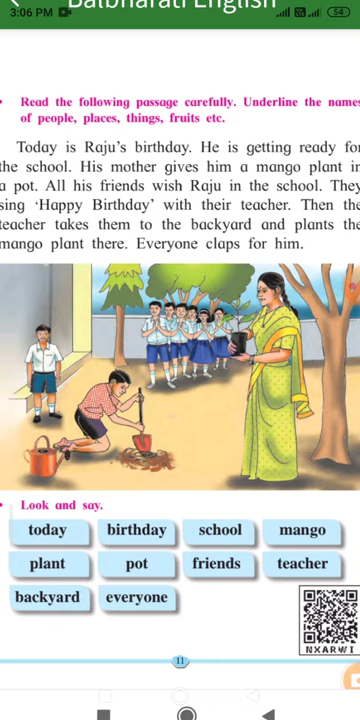 Balbharati English
3:06 PM 54
• Read the following passage carefully. Underline the names
of people, places, things, fruits etc.
Today is Raju's birthday. He is getting ready for
the school. His mother gives him a mango plant in
a pot. All his friends wish Raju in the school. They
sing 'Happy Birthday' with their teacher. Then the
teacher takes them to the backyard and plants the
mango plant there. Everyone claps for him.
• Look and say.
today birthday school mango
plant pot friends teacher
backyard everyone
NXARWI
11